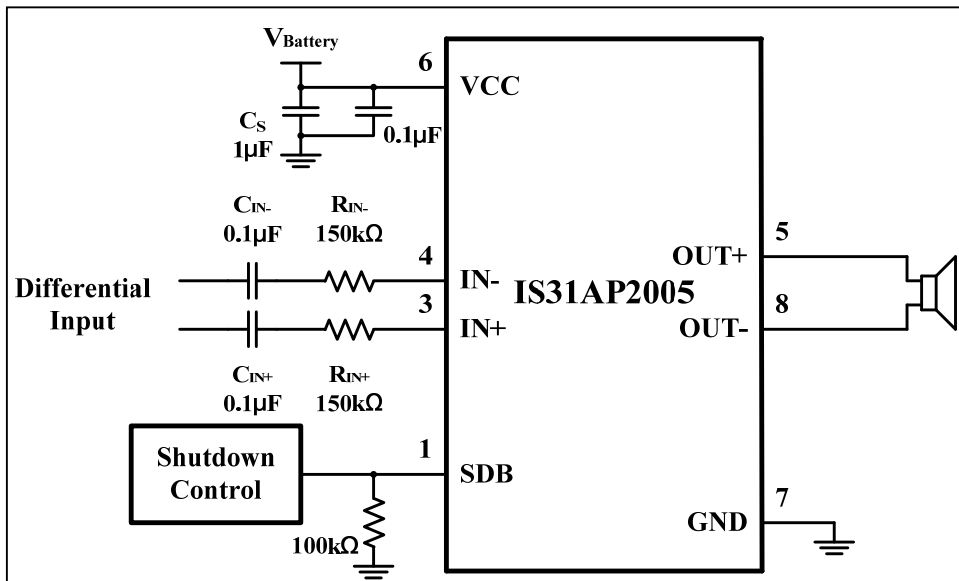 VBattery
6
VCC
CS
1µF
0.1µF
CIN-
0.1µF
RIN-
150kΩ
4
IN-
Differential
Input
3
IN+
CIN+
0.1µF
RIN+
150kΩ
IS31AP2005
5
OUT+
8
OUT-
Shutdown
Control
1
SDB
100kΩ
7
GND